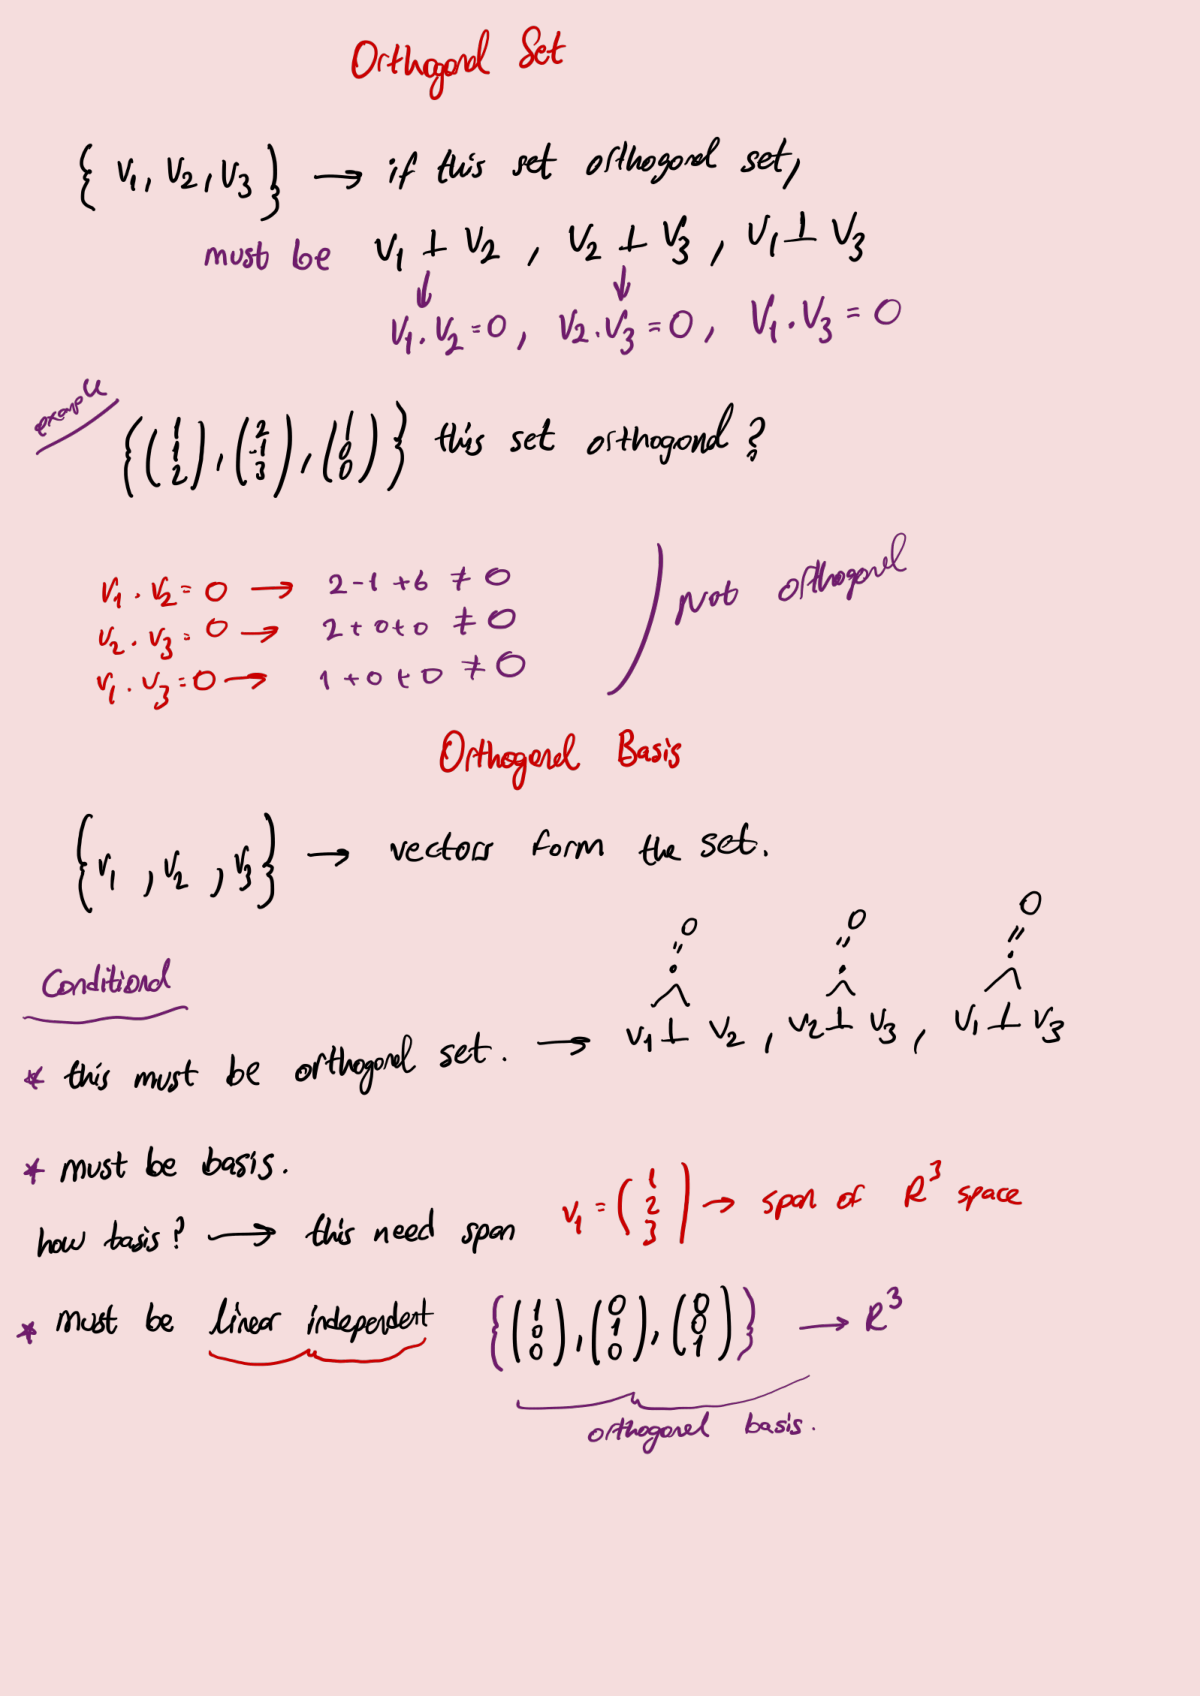 Orthogonal Set
{ V1, V2, V3 } → if this set orthogonal set,
must be V1 ⊥ V2 , V2 ⊥ V3 , V1 ⊥ V3
V1 . V2 = 0 , V2 . V3 = 0 , V1 . V3 = 0
example
{ (1 1 2), (2 -1 3), (1 0 0) } this set orthogonal ?
V1 . V2 = 0 → 2 - 1 + 6 ≠ 0
V2 . V3 = 0 → 2 + 0 + 0 ≠ 0
V1 . V3 = 0 → 1 + 0 + 0 ≠ 0
Not orthogonal
Orthogonal Basis
{ V1 , V2 , V3 } → vectors form the set.
Conditional
* this must be orthogonal set. → V1 ⊥ V2 , V2 ⊥ V3 , V1 ⊥ V3
. = 0 . = 0 . = 0
* must be basis.
how basis ? → this need span V1 = (1 2 3) → span of R³ space
* must be linear independent { (1 0 0), (0 1 0), (0 0 1) } → R³
orthogonal basis.